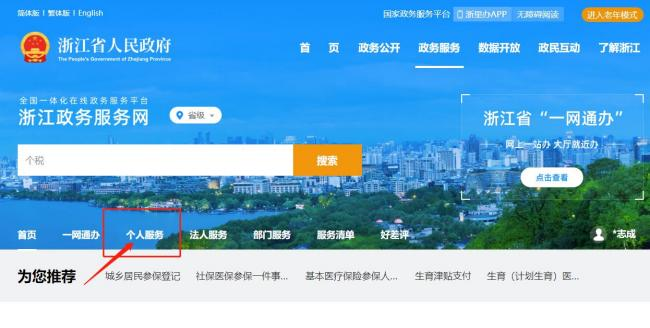 简体版 | 繁体版 | English
国家政务服务平台 浙里办APP 无障碍阅读 进入老年模式
浙江省人民政府
The People's Government of Zhejiang Province
首 页 政务公开 政务服务 数据开放 政民互动 了解浙江
全国一体化在线政务服务平台
浙江政务服务网 省级
浙江省“一网通办”
网上一站办 大厅就近办
点击查看
个税 搜索
首页 一网通办 个人服务 法人服务 部门服务 服务清单 好差评 *志成
为您推荐 城乡居民参保登记 社保医保参保一件事... 基本医疗保险参保人... 生育津贴支付 生育（计划生育）医...